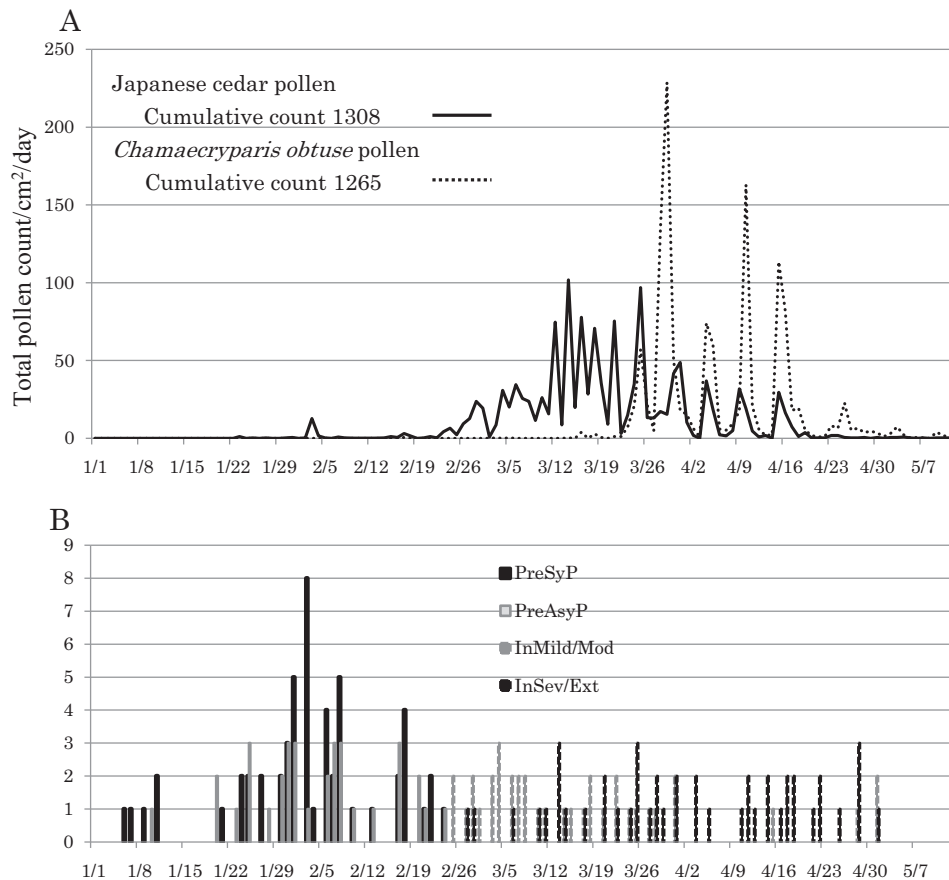 A
250
200
150
100
50
0
Total pollen count/cm²/day
Japanese cedar pollen
Cumulative count 1308
Chamaecryparis obtuse pollen
Cumulative count 1265
1/1 1/8 1/15 1/22 1/29 2/5 2/12 2/19 2/26 3/5 3/12 3/19 3/26 4/2 4/9 4/16 4/23 4/30 5/7
B
9
8
7
6
5
4
3
2
1
0
PreSyP
PreAsyP
InMild/Mod
InSev/Ext
1/1 1/8 1/15 1/22 1/29 2/5 2/12 2/19 2/26 3/5 3/12 3/19 3/26 4/2 4/9 4/16 4/23 4/30 5/7